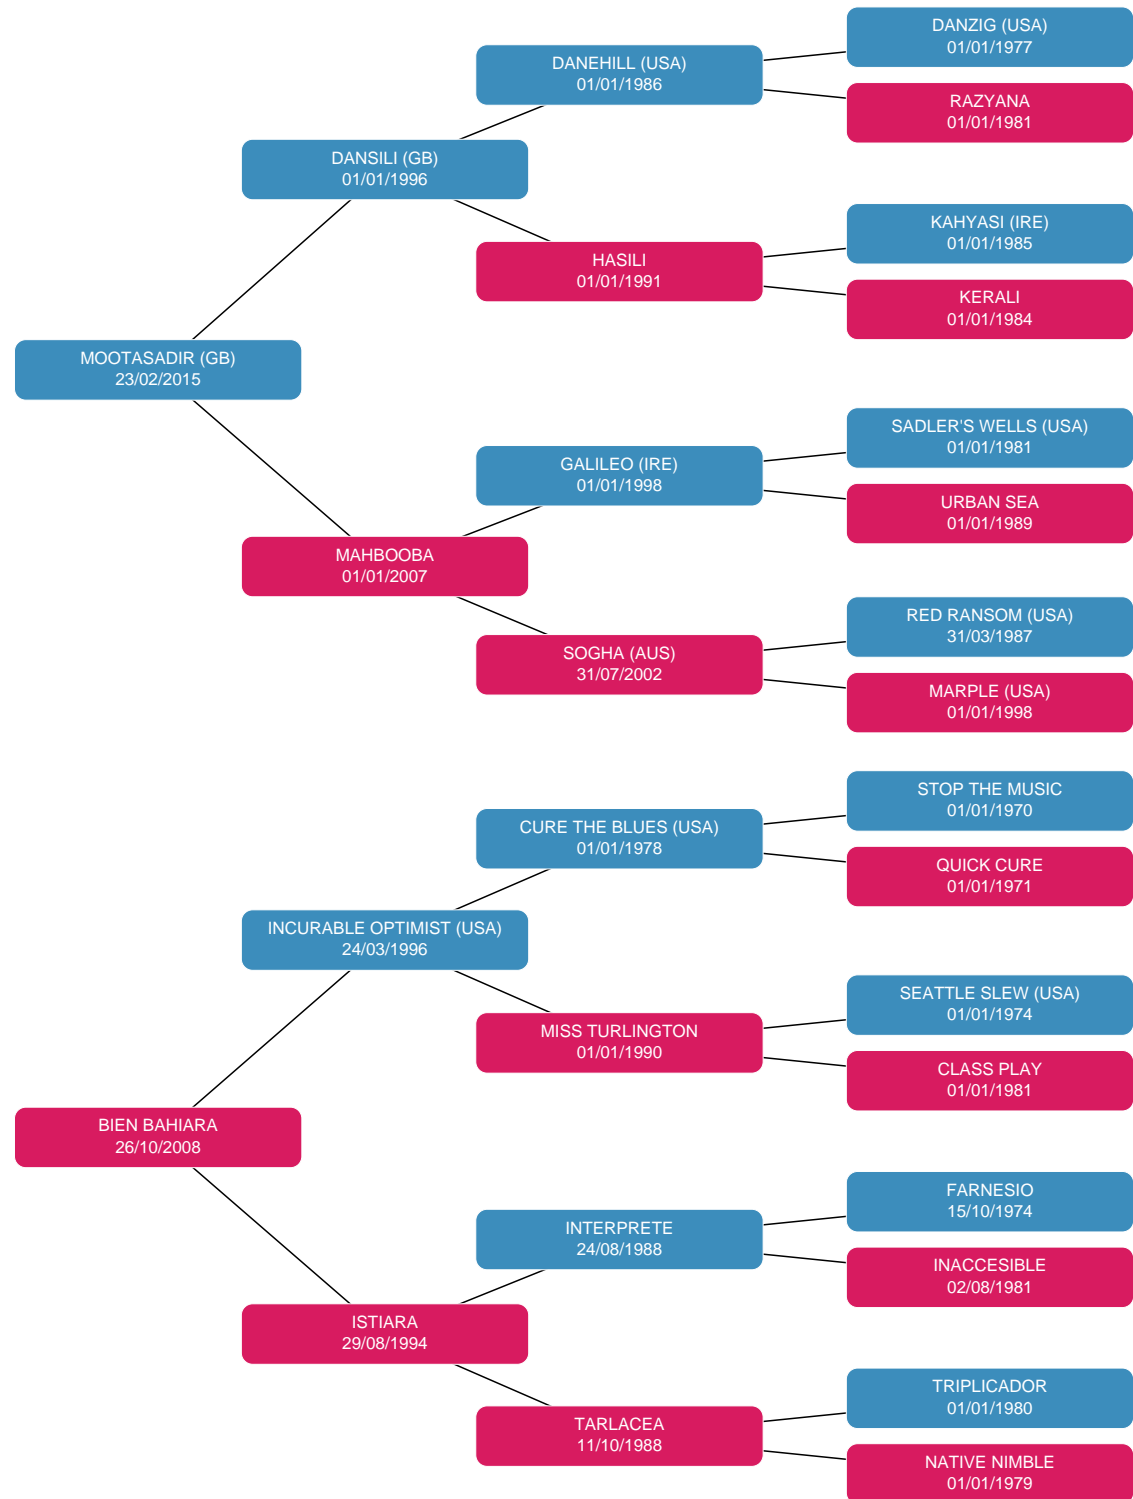 DANZIG (USA)
01/01/1977
DANEHILL (USA)
01/01/1986
RAZYANA
01/01/1981
DANSILI (GB)
01/01/1996
KAHYASI (IRE)
01/01/1985
HASILI
01/01/1991
KERALI
01/01/1984
MOOTASADIR (GB)
23/02/2015
SADLER'S WELLS (USA)
01/01/1981
GALILEO (IRE)
01/01/1998
URBAN SEA
01/01/1989
MAHBOOBA
01/01/2007
RED RANSOM (USA)
31/03/1987
SOGHA (AUS)
31/07/2002
MARPLE (USA)
01/01/1998
STOP THE MUSIC
01/01/1970
CURE THE BLUES (USA)
01/01/1978
QUICK CURE
01/01/1971
INCURABLE OPTIMIST (USA)
24/03/1996
SEATTLE SLEW (USA)
01/01/1974
MISS TURLINGTON
01/01/1990
CLASS PLAY
01/01/1981
BIEN BAHIARA
26/10/2008
FARNESIO
15/10/1974
INTERPRETE
24/08/1988
INACCESIBLE
02/08/1981
ISTIARA
29/08/1994
TRIPLICADOR
01/01/1980
TARLACEA
11/10/1988
NATIVE NIMBLE
01/01/1979